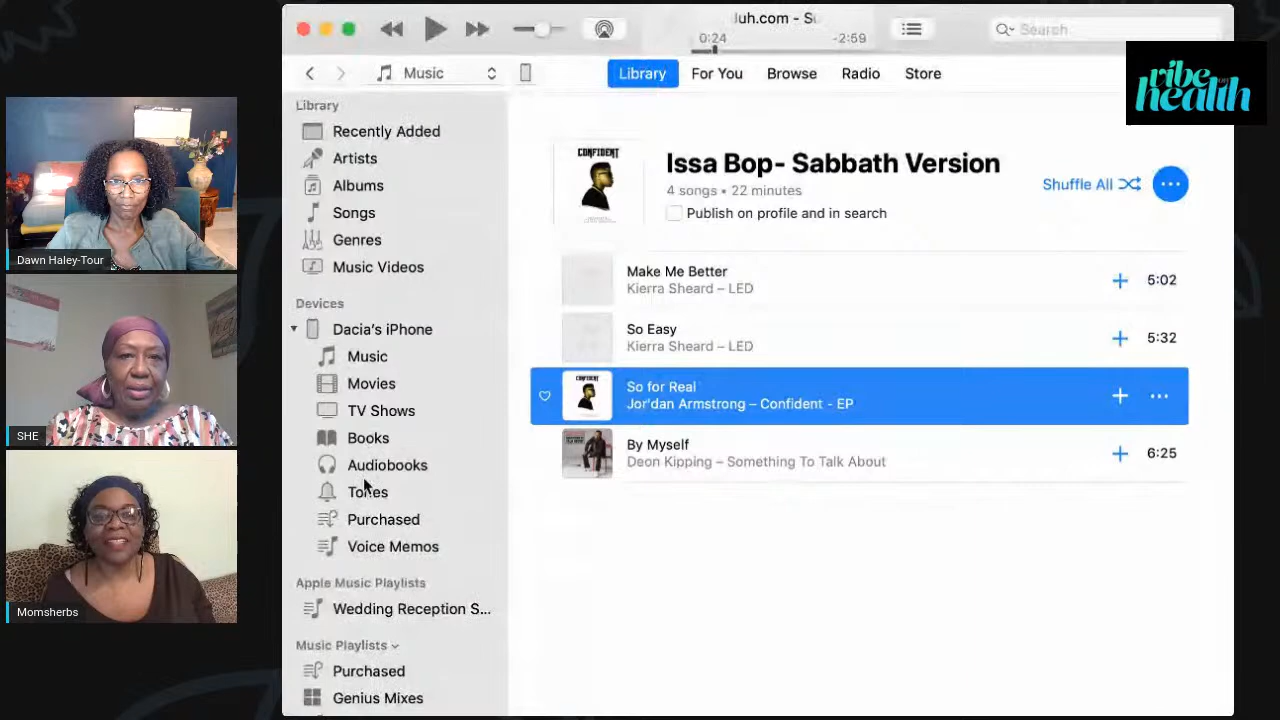 Juh.com - S
0:24
-2:59
Search
Music
Library
For You
Browse
Radio
Store
vibe
health
Library
Recently Added
Artists
Albums
Songs
Genres
Music Videos
Devices
Dacia's iPhone
Music
Movies
TV Shows
Books
Audiobooks
Tones
Purchased
Voice Memos
Apple Music Playlists
Wedding Reception S...
Music Playlists
Purchased
Genius Mixes
CONFIDENT
Issa Bop- Sabbath Version
4 songs • 22 minutes
Publish on profile and in search
Shuffle All
Make Me Better
Kierra Sheard – LED
5:02
So Easy
Kierra Sheard – LED
5:32
CONFIDENT
So for Real
Jor'dan Armstrong – Confident - EP
By Myself
Deon Kipping – Something To Talk About
6:25
Dawn Haley-Tour
SHE
Momsherbs